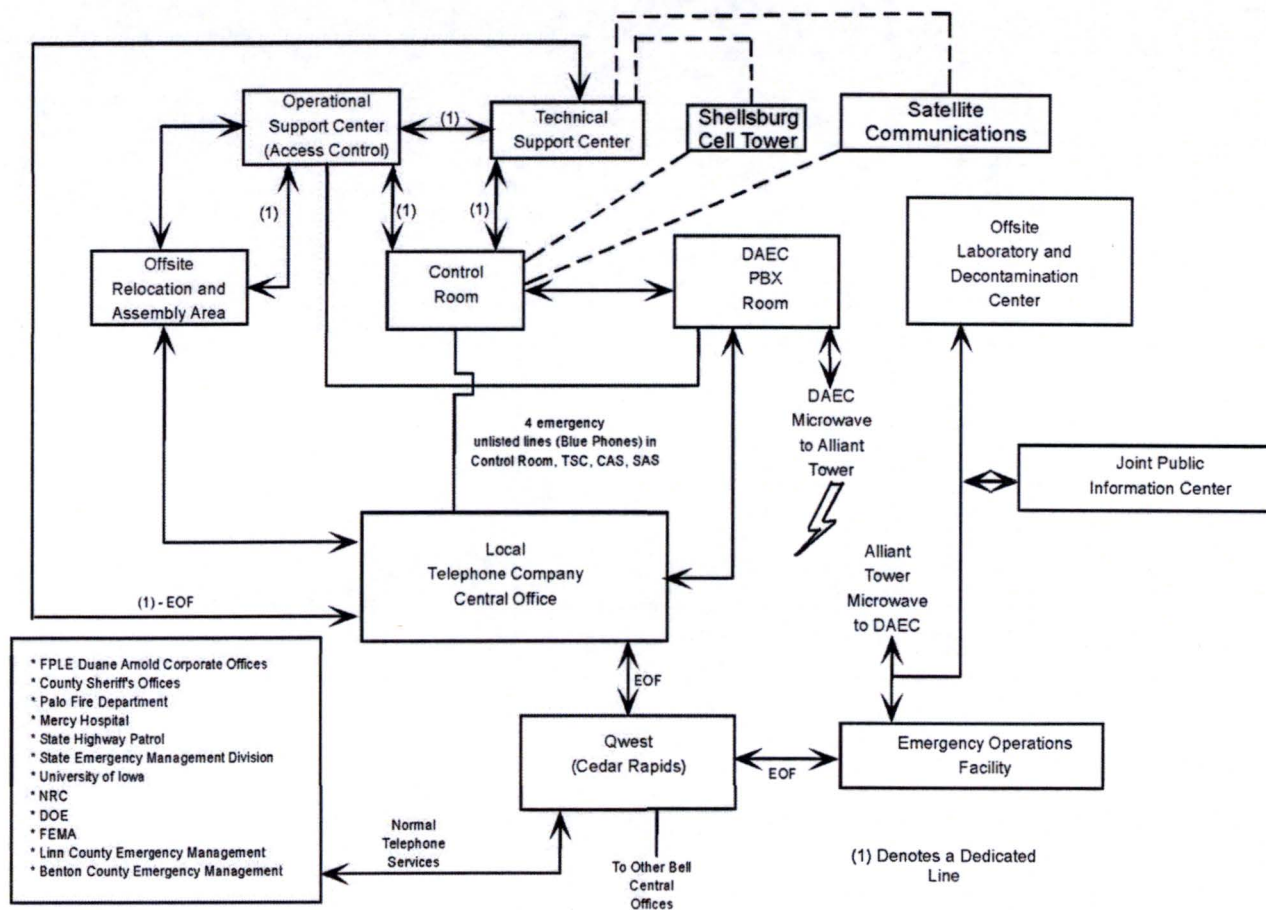 Operational
Support Center
(Access Control)
(1)
Technical
Support Center
Shellsburg
Cell Tower
Satellite
Communications
(1)
(1)
(1)
Offsite
Relocation and
Assembly Area
Control
Room
DAEC
PBX
Room
Offsite
Laboratory and
Decontamination
Center
4 emergency
unlisted lines (Blue Phones) in
Control Room, TSC, CAS, SAS
DAEC
Microwave
to Alliant
Tower
Joint Public
Information Center
Local
Telephone Company
Central Office
Alliant
Tower
Microwave
to DAEC
(1) - EOF
* FPLE Duane Arnold Corporate Offices
* County Sheriff's Offices
* Palo Fire Department
* Mercy Hospital
* State Highway Patrol
* State Emergency Management Division
* University of Iowa
* NRC
* DOE
* FEMA
* Linn County Emergency Management
* Benton County Emergency Management
EOF
Qwest
(Cedar Rapids)
EOF
Emergency Operations
Facility
Normal
Telephone
Services
To Other Bell
Central
Offices
(1) Denotes a Dedicated
Line